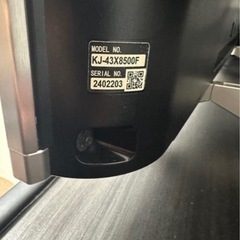 MODEL NO.
KJ-43X8500F
SERIAL NO.
2402203